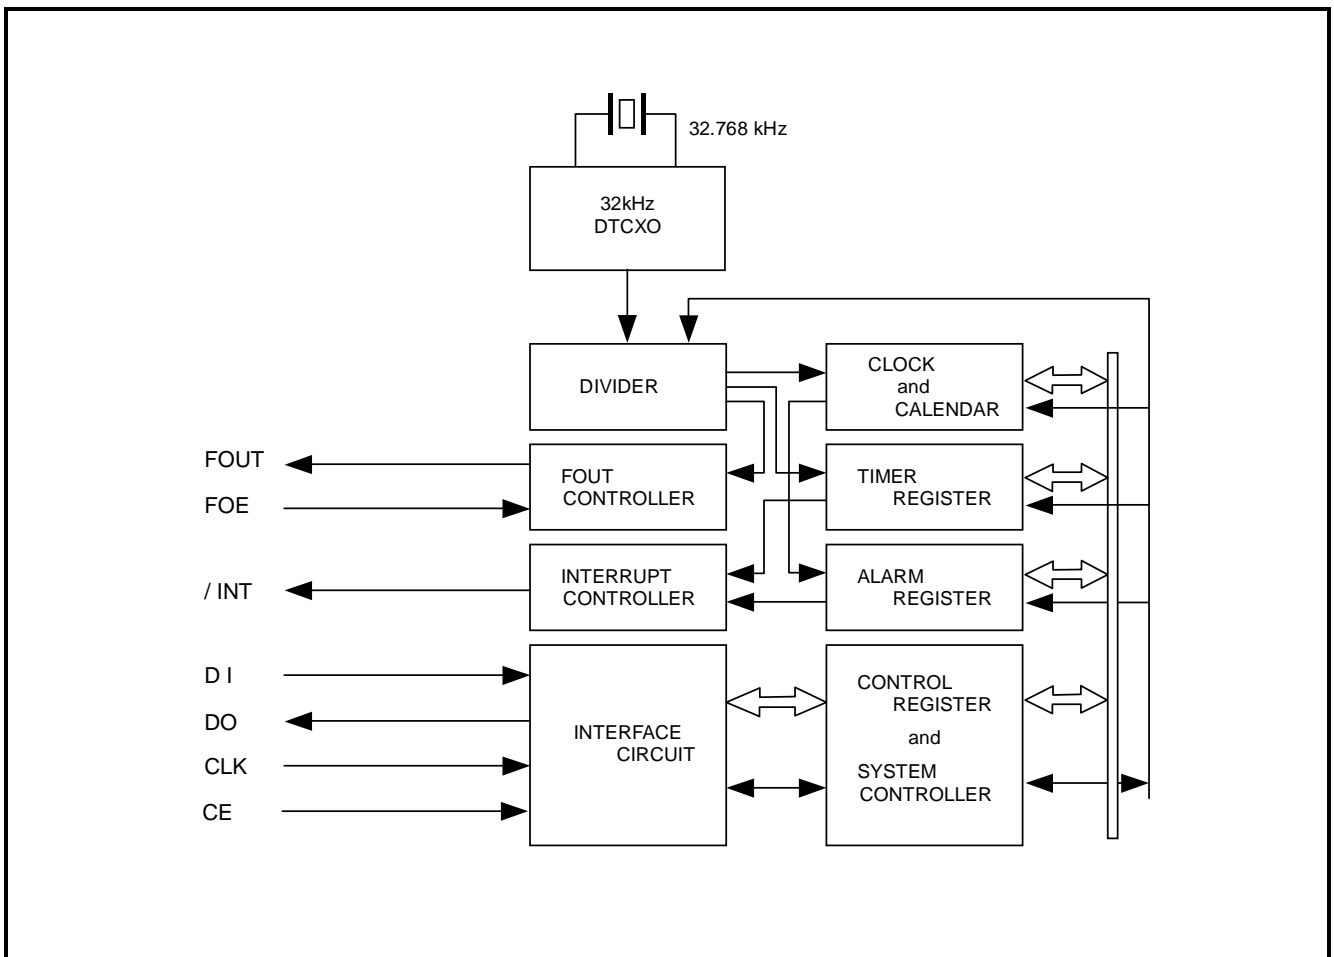 32.768 kHz
32kHz
DTCXO
DIVIDER
CLOCK
and
CALENDAR
FOUT
FOE
FOUT
CONTROLLER
TIMER
REGISTER
/ INT
INTERRUPT
CONTROLLER
ALARM
REGISTER
D I
DO
CLK
CE
INTERFACE
CIRCUIT
CONTROL
REGISTER
and
SYSTEM
CONTROLLER